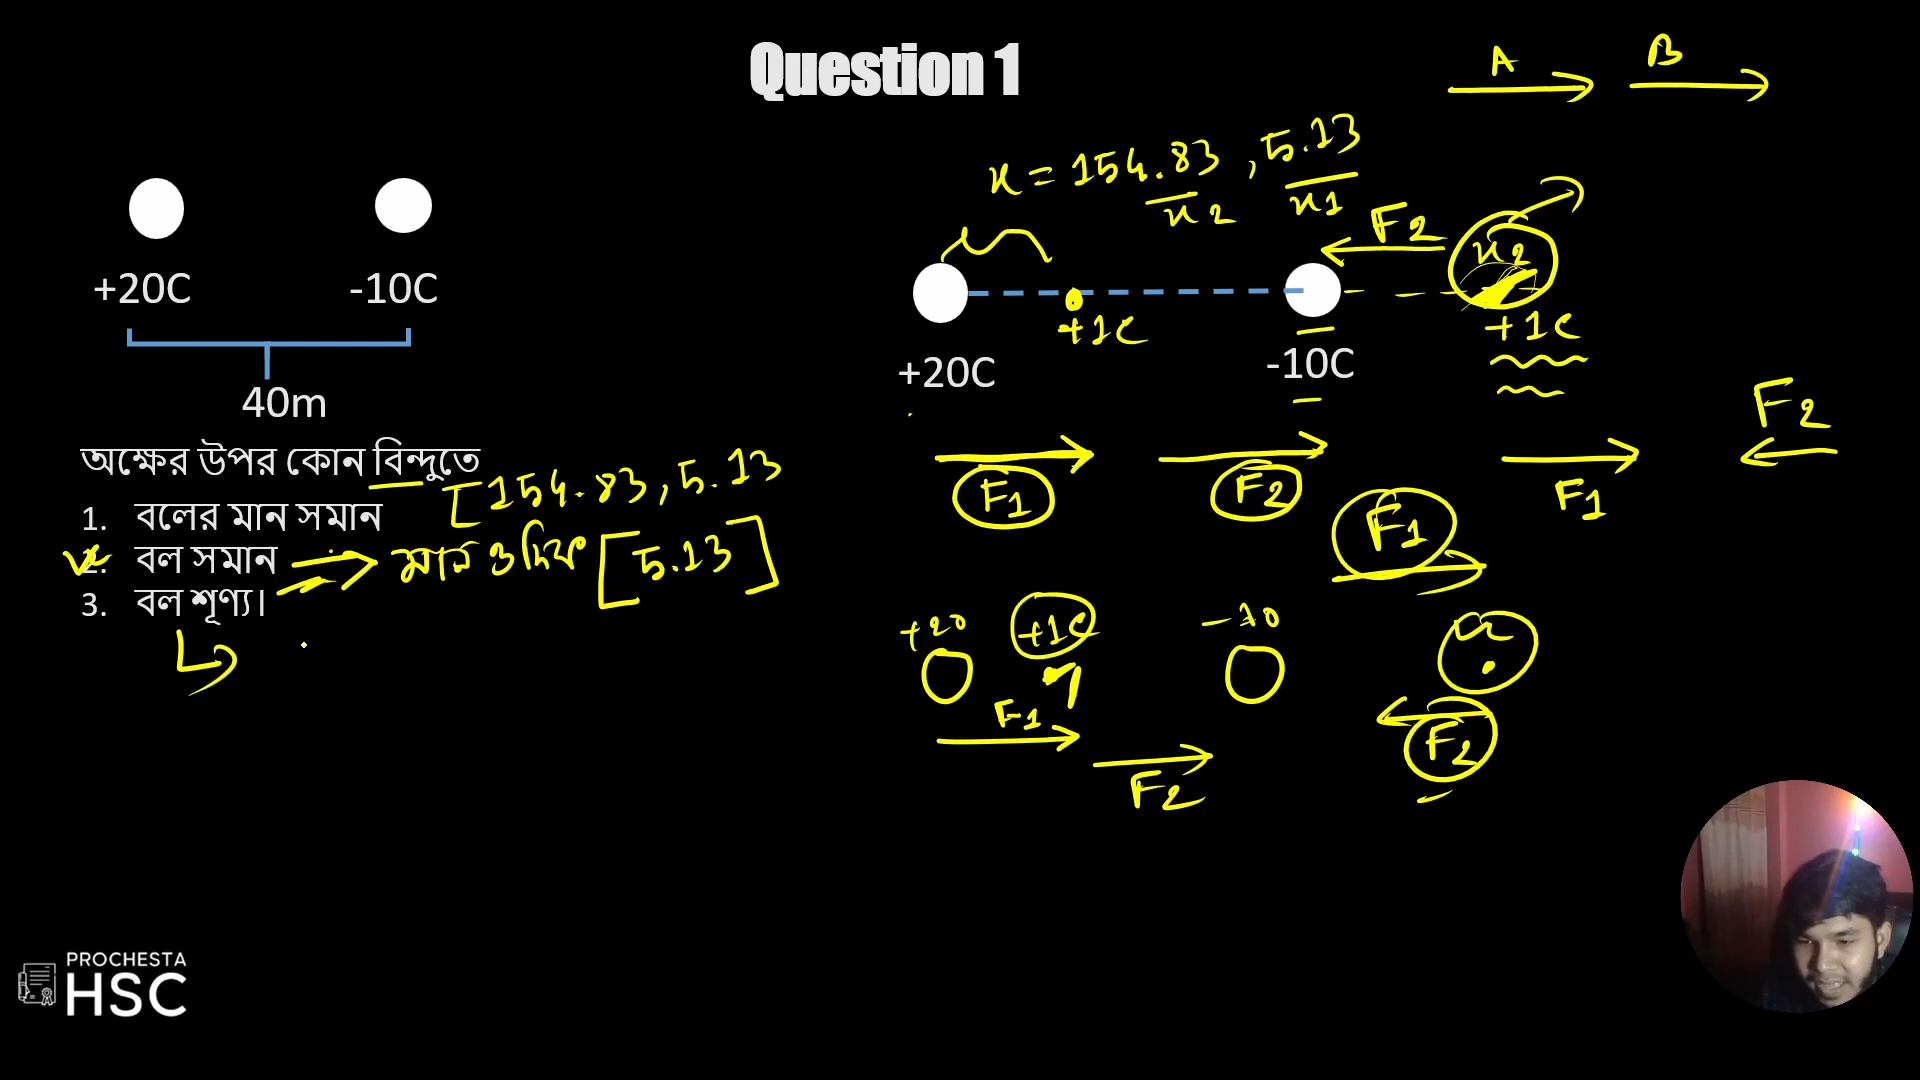 Question 1
A B
x = 154.83 , 5.13
x2 x1
F2
x2
+20C -10C
+1C
+1C
+20C
-10C
40m
F2
অক্ষের উপর কোন বিন্দুতে
[154.83, 5.13
1. বলের মান সমান
2. বল সমান
মান ও দিক [5.13]
3. বল শূণ্য।
F1 F2 F1
F1
+20 +1C -10
F1
F2
F2
PROCHESTA
HSC